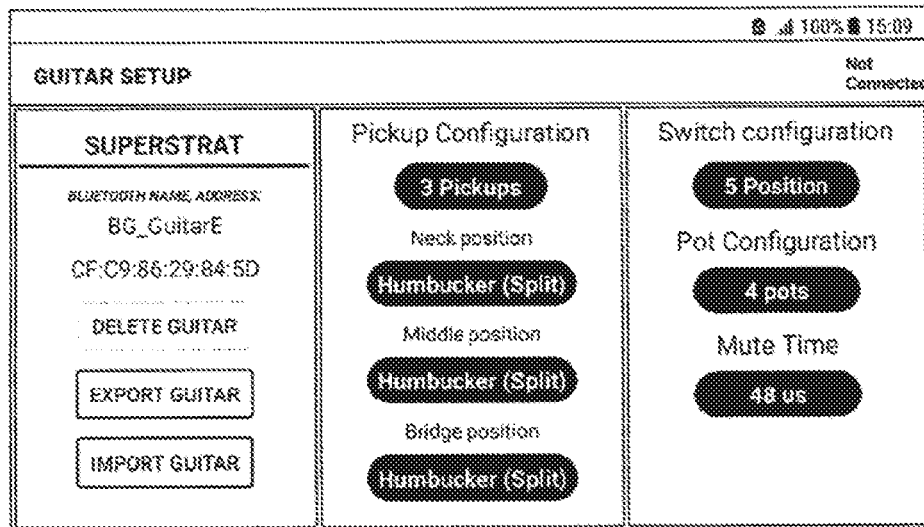 100% 15:09
GUITAR SETUP
Not
Connected
SUPERSTRAT
BLUETOOTH NAME, ADDRESS:
BG_GuitarE
CF:C9:86:29:84:5D
DELETE GUITAR
EXPORT GUITAR
IMPORT GUITAR
Pickup Configuration
3 Pickups
Neck position
Humbucker (Split)
Middle position
Humbucker (Split)
Bridge position
Humbucker (Split)
Switch configuration
5 Position
Pot Configuration
4 pots
Mute Time
48 us